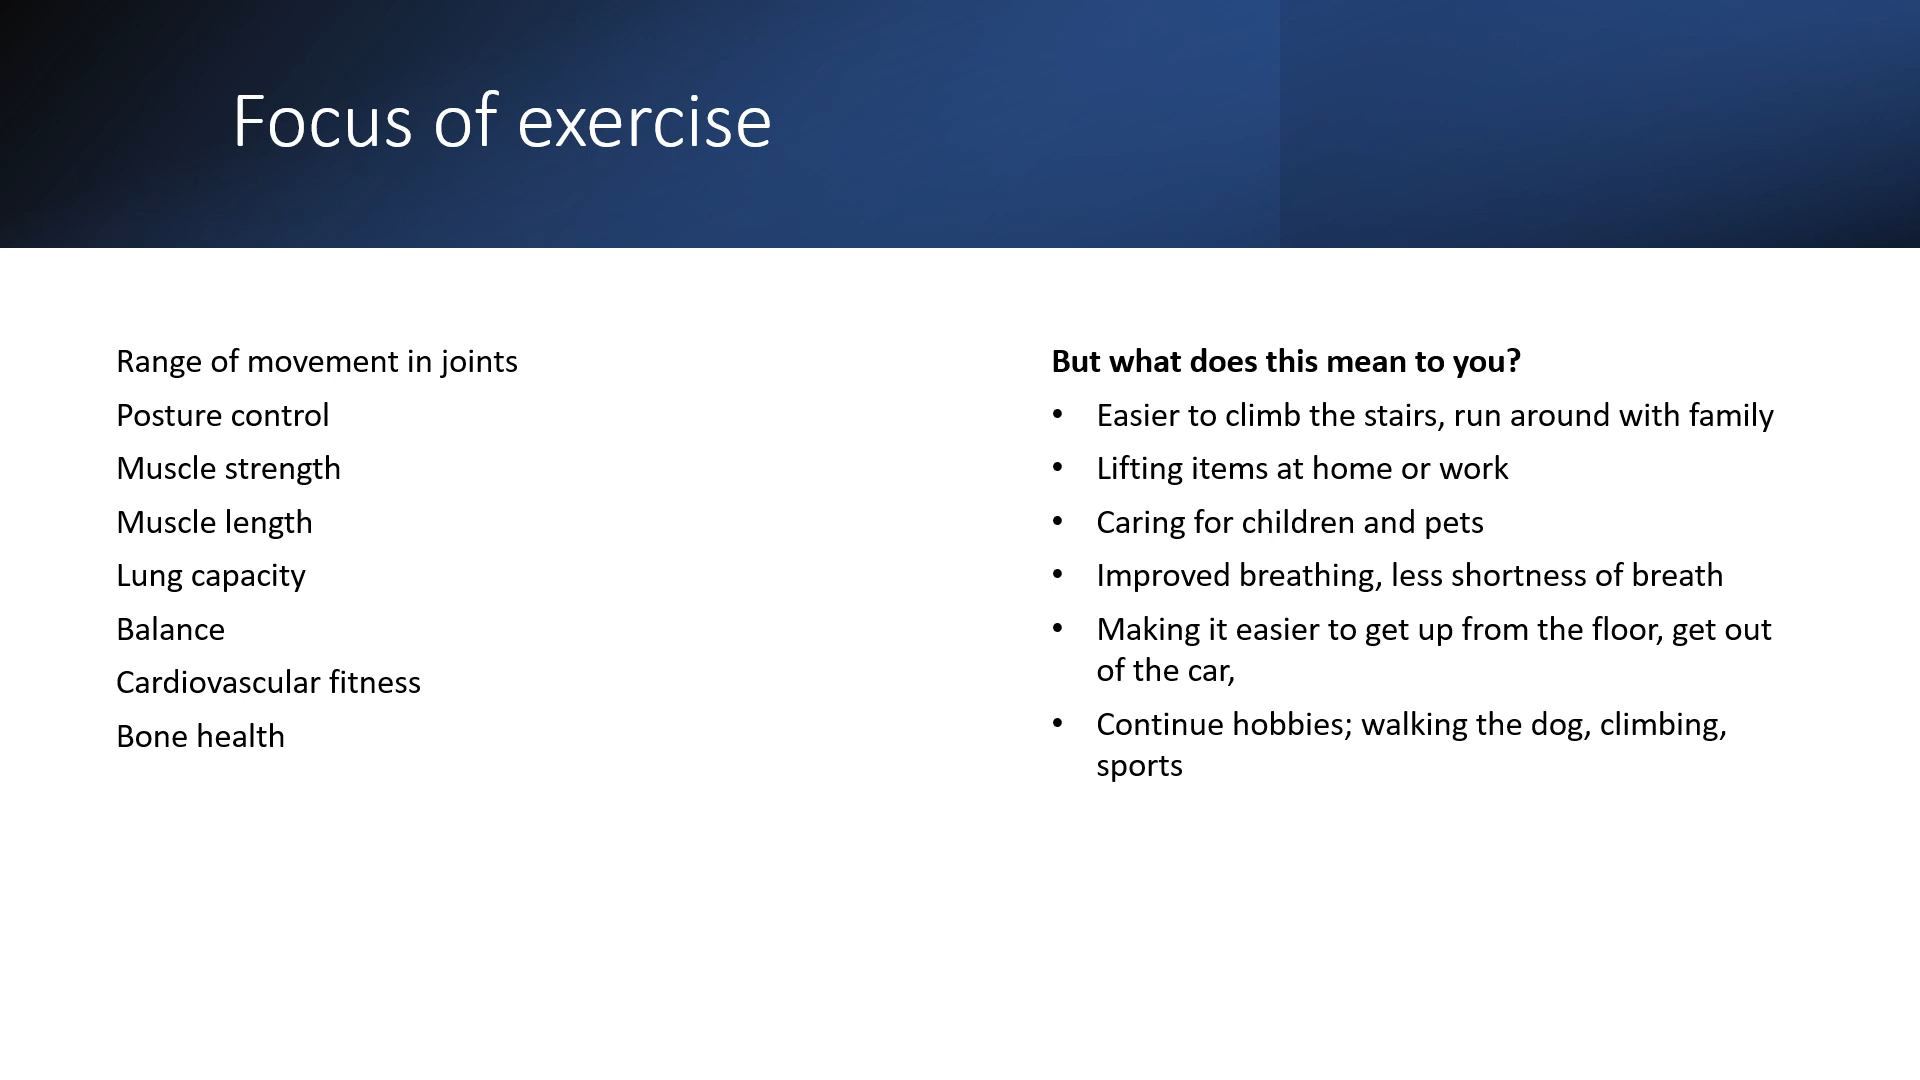 Focus of exercise
Range of movement in joints
Posture control
Muscle strength
Muscle length
Lung capacity
Balance
Cardiovascular fitness
Bone health
But what does this mean to you?
• Easier to climb the stairs, run around with family
• Lifting items at home or work
• Caring for children and pets
• Improved breathing, less shortness of breath
• Making it easier to get up from the floor, get out
of the car,
• Continue hobbies; walking the dog, climbing,
sports